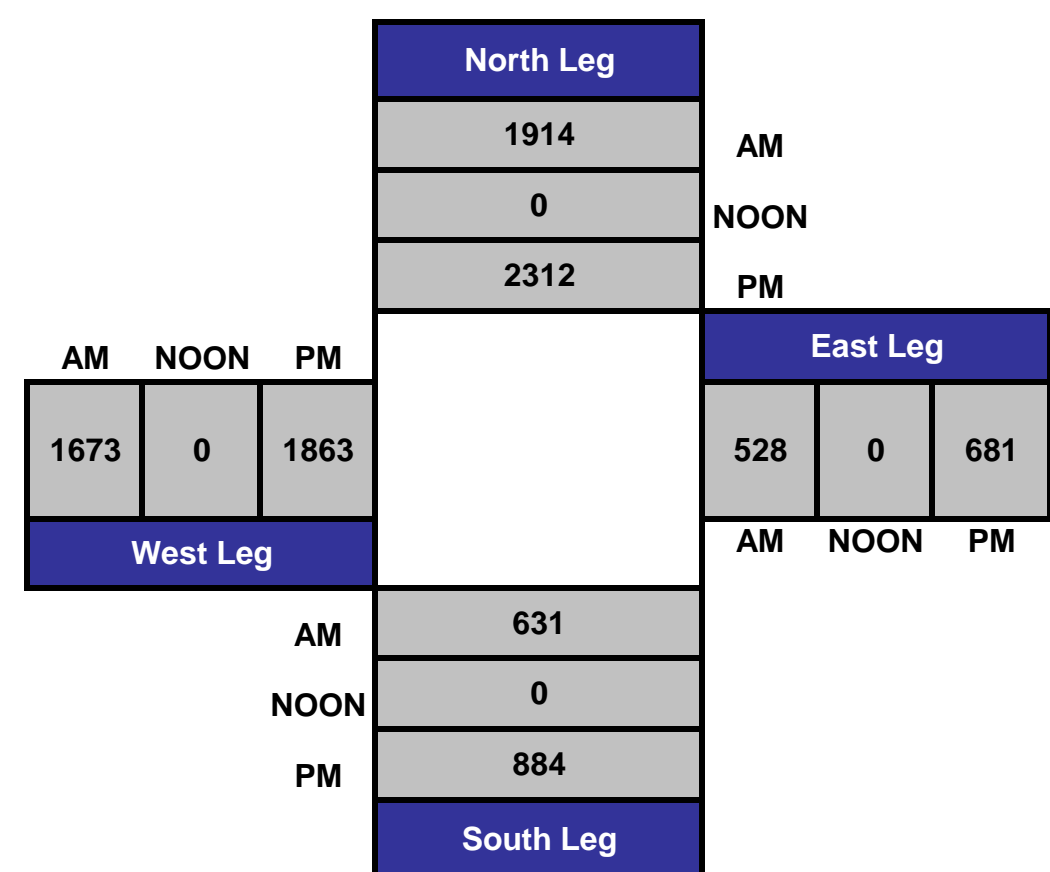 North Leg
1914 AM
0 NOON
2312 PM
East Leg
AM NOON PM
1673 0 1863
528 0 681
West Leg
AM NOON PM
AM 631
NOON 0
PM 884
South Leg